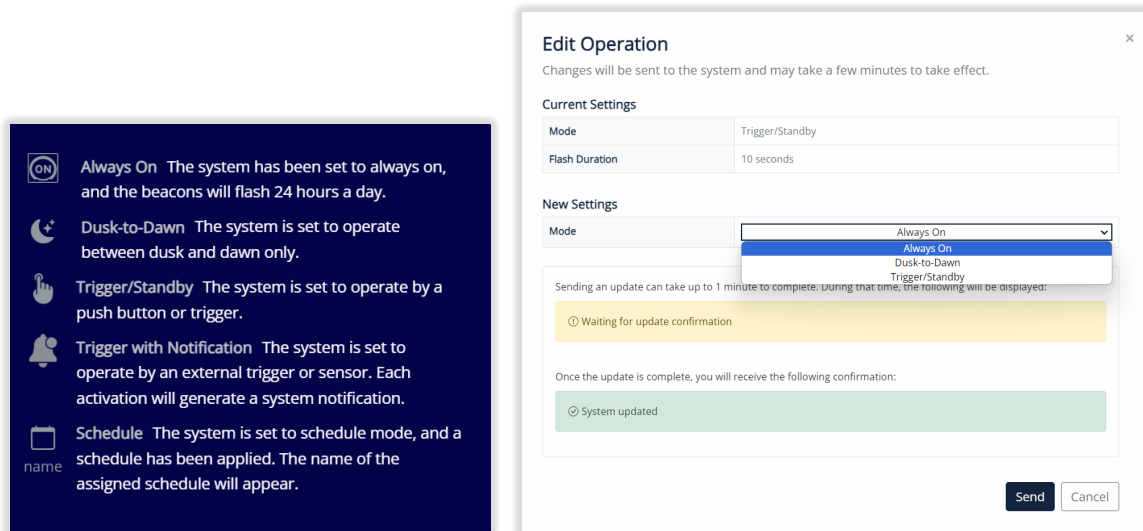 ON Always On The system has been set to always on,
and the beacons will flash 24 hours a day.
Dusk-to-Dawn The system is set to operate
between dusk and dawn only.
Trigger/Standby The system is set to operate by a
push button or trigger.
Trigger with Notification The system is set to
operate by an external trigger or sensor. Each
activation will generate a system notification.
Schedule The system is set to schedule mode, and a
name schedule has been applied. The name of the
assigned schedule will appear.
Edit Operation ×
Changes will be sent to the system and may take a few minutes to take effect.
Current Settings
Mode Trigger/Standby
Flash Duration 10 seconds
New Settings
Mode Always On
Always On
Dusk-to-Dawn
Trigger/Standby
Sending an update can take up to 1 minute to complete. During that time, the following will be displayed:
Waiting for update confirmation
Once the update is complete, you will receive the following confirmation:
System updated
Send Cancel